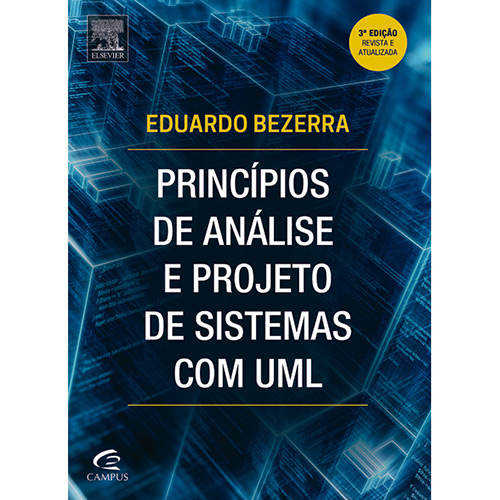 ELSEVIER
3ª EDIÇÃO
REVISTA E
ATUALIZADA
EDUARDO BEZERRA
PRINCÍPIOS
DE ANÁLISE
E PROJETO
DE SISTEMAS
COM UML
CAMPUS